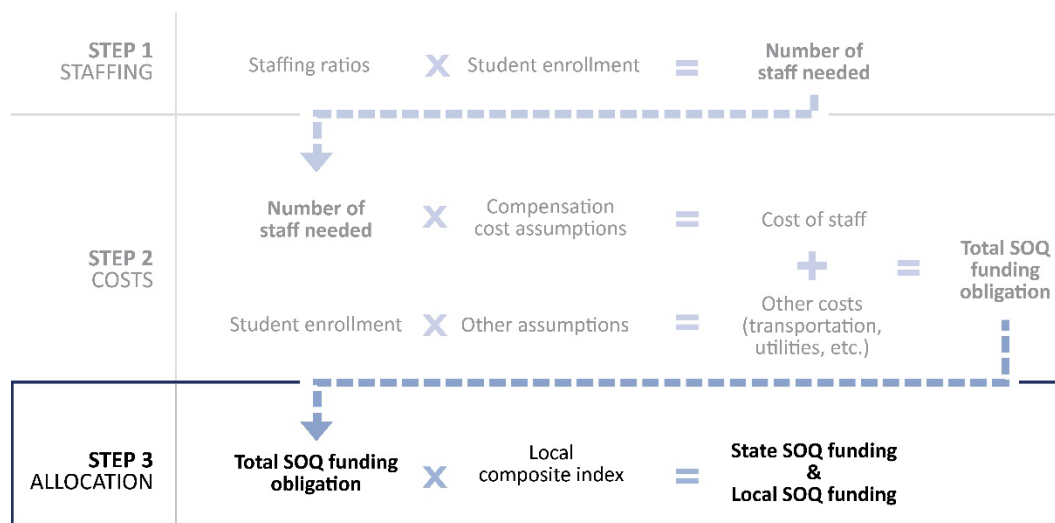 STEP 1
STAFFING
Staffing ratios X Student enrollment = Number of
staff needed
STEP 2
COSTS
Number of
staff needed
X
Compensation
cost assumptions
=
Cost of staff
+
Student enrollment X Other assumptions =
Other costs
(transportation,
utilities, etc.)
=
Total SOQ
funding
obligation
STEP 3
ALLOCATION
Total SOQ funding
obligation
X
Local
composite index
=
State SOQ funding
&
Local SOQ funding